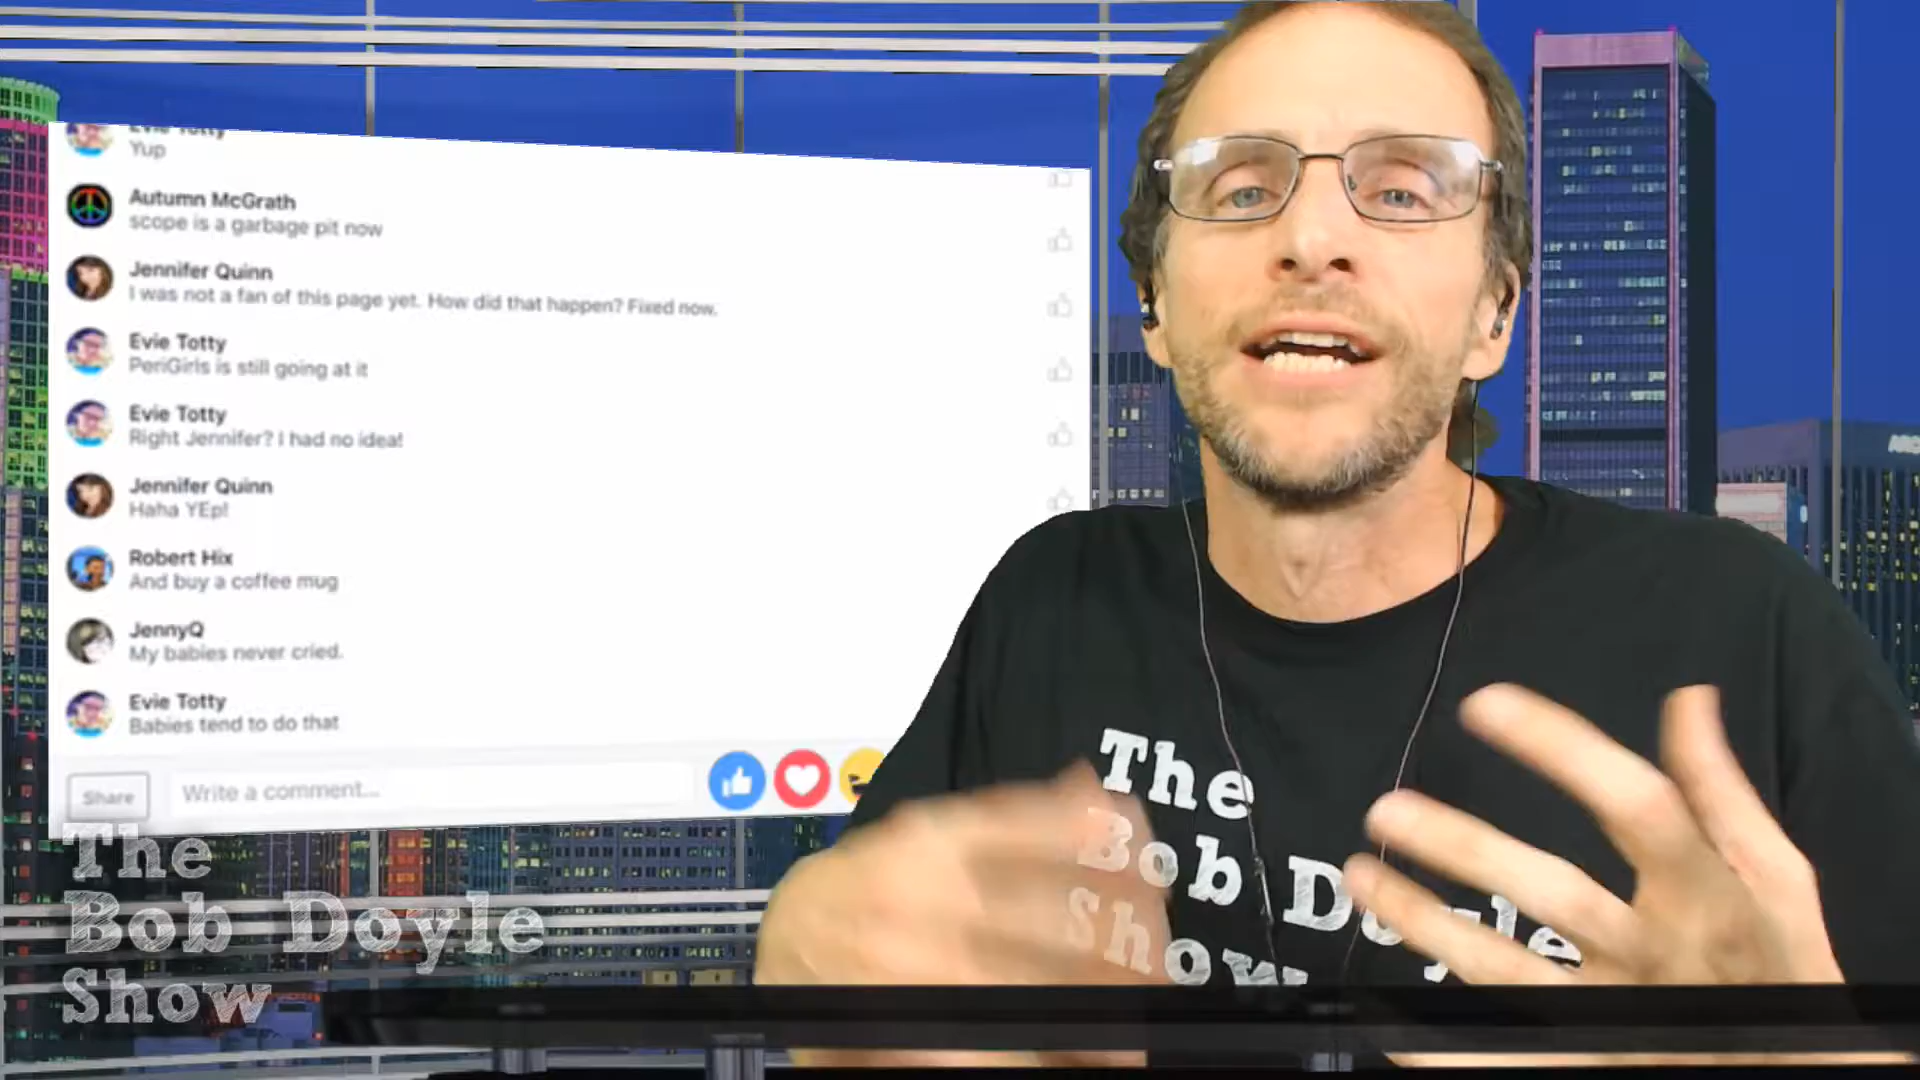 Evie Totty
Yup
Autumn McGrath
scope is a garbage pit now
Jennifer Quinn
I was not a fan of this page yet. How did that happen? Fixed now.
Evie Totty
PeriGirls is still going at it
Evie Totty
Right Jennifer? I had no idea!
Jennifer Quinn
Haha YEp!
Robert Hix
And buy a coffee mug
JennyQ
My babies never cried.
Evie Totty
Babies tend to do that
Share
Write a comment...
The
Bob Doyle
Show
The
Bob Doyle
Show